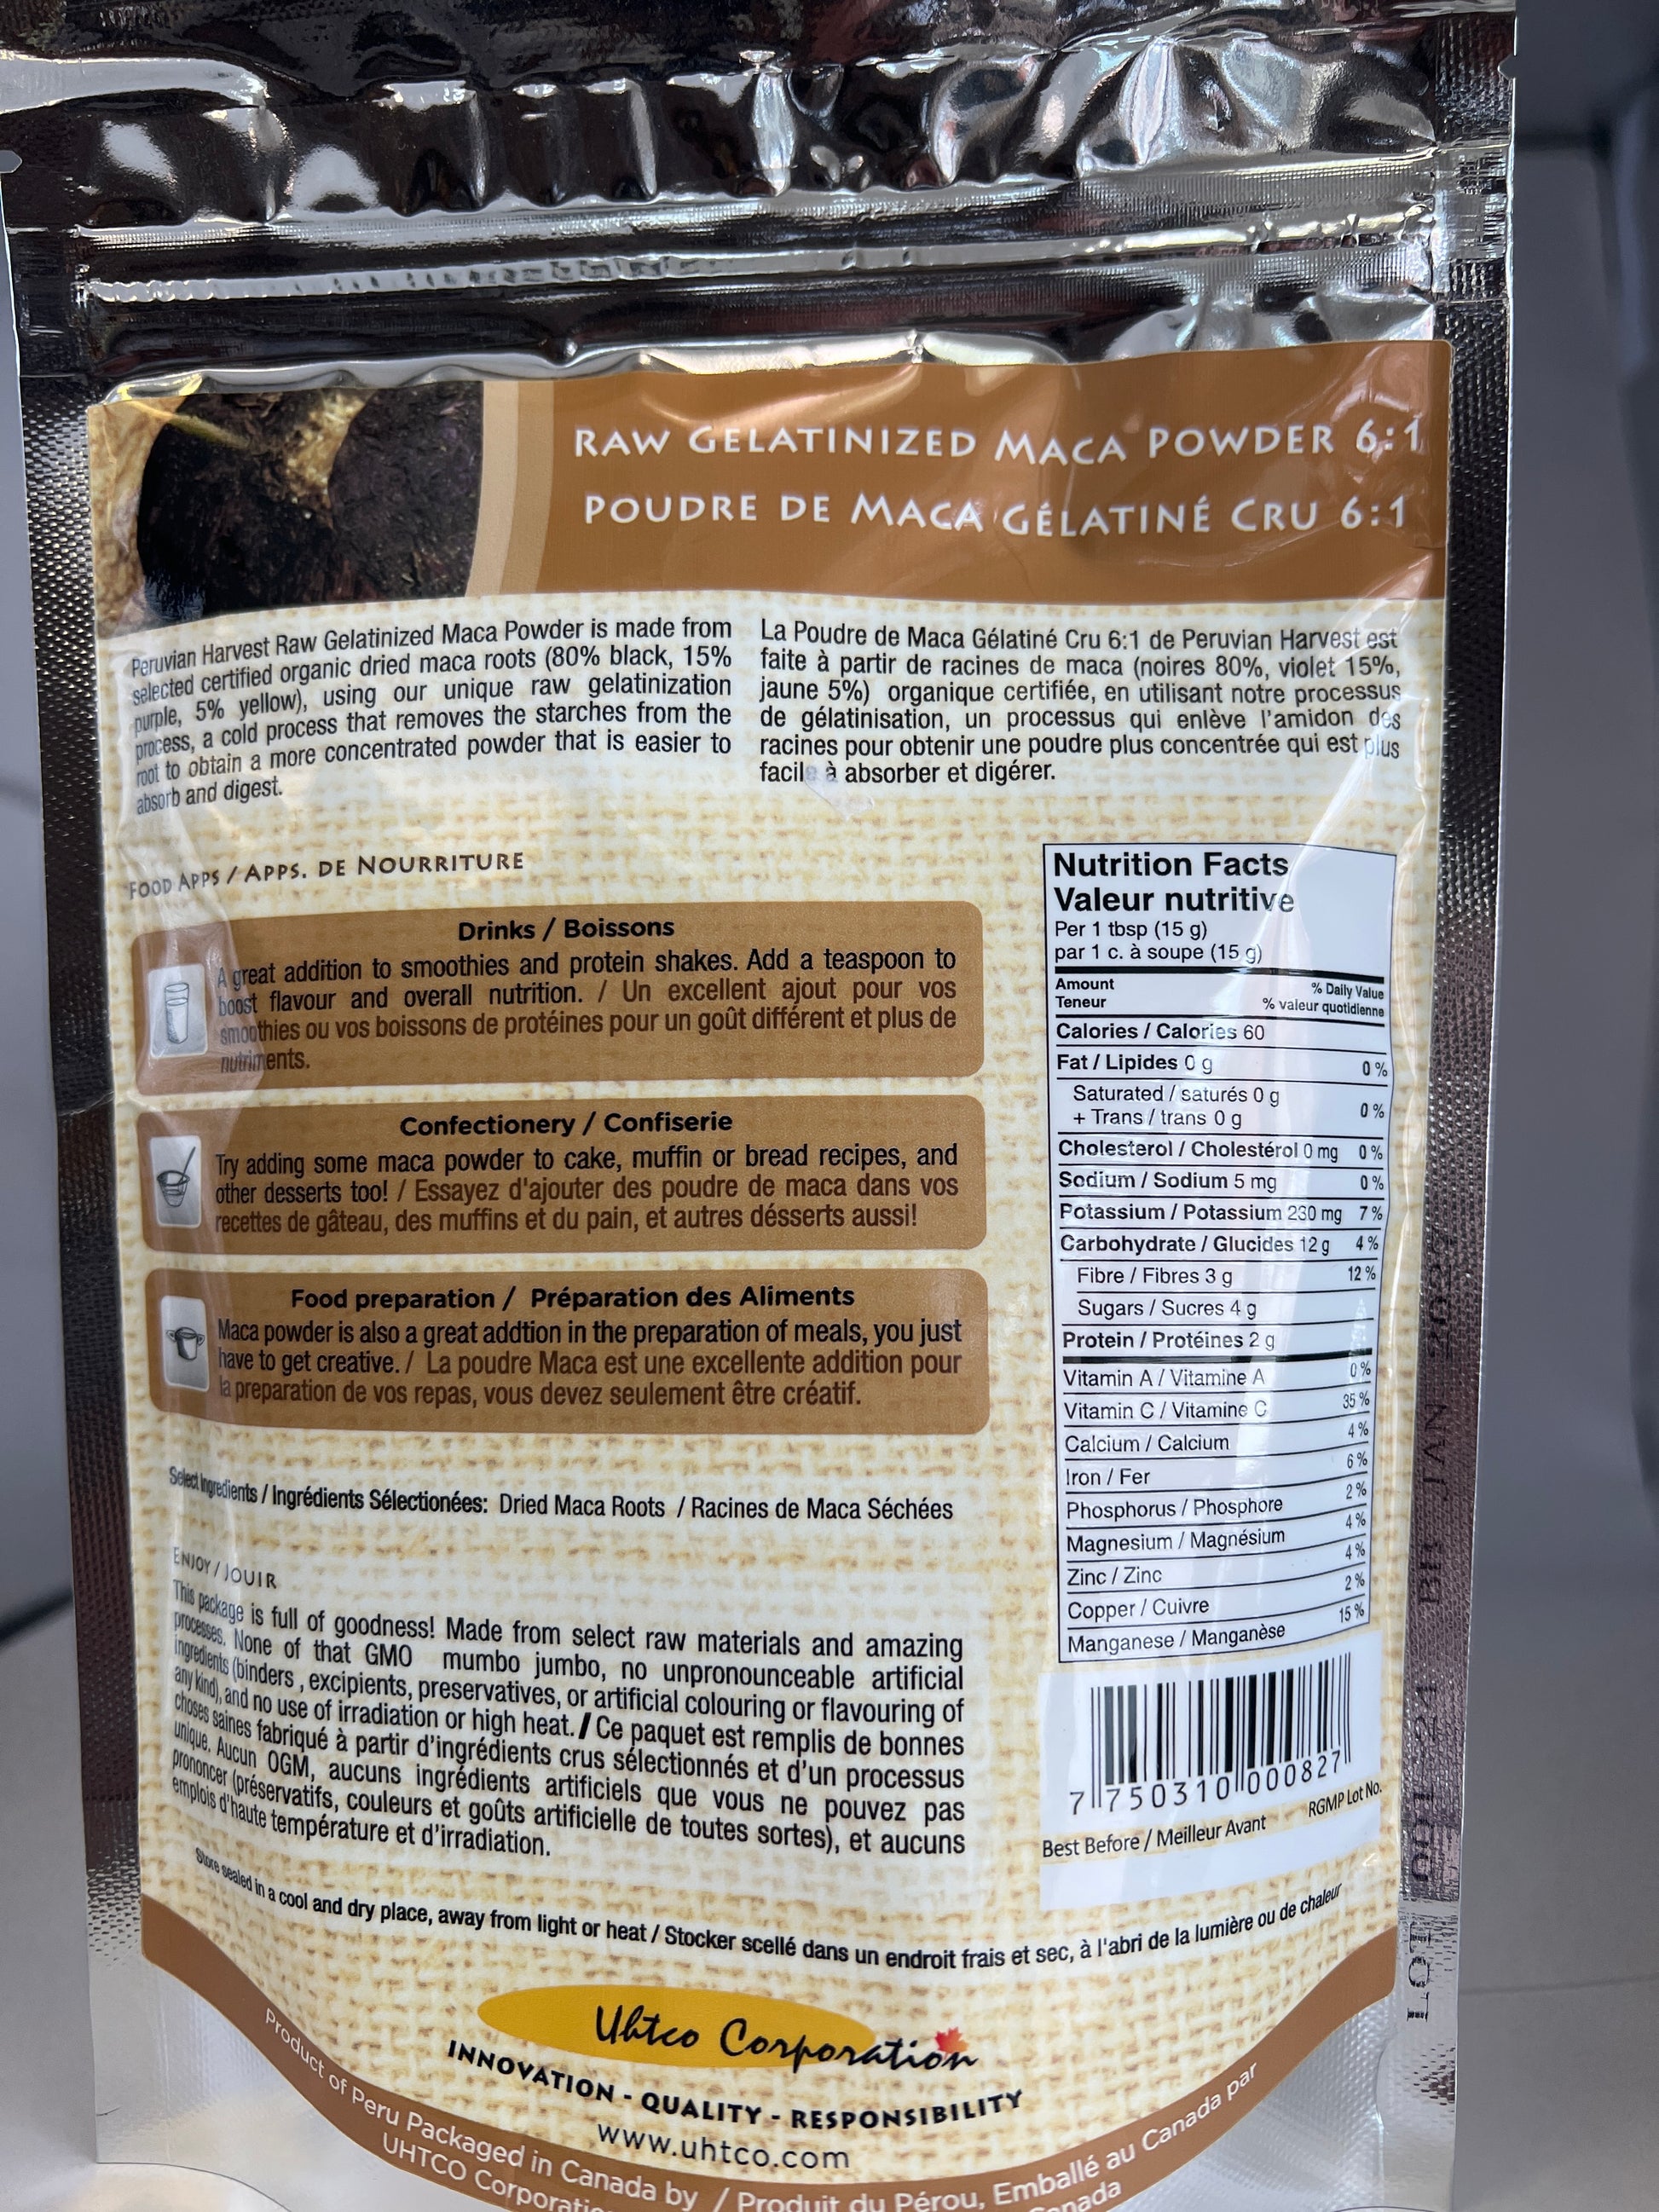 RAW GELATINIZED MACA POWDER 6:1
POUDRE DE MACA GÉLATINÉ CRU 6:1
Peruvian Harvest Raw Gelatinized Maca Powder is made from
selected certified organic dried maca roots (80% black, 15%
purple, 5% yellow), using our unique raw gelatinization
process, a cold process that removes the starches from the
root to obtain a more concentrated powder that is easier to
absorb and digest.
La Poudre de Maca Gélatiné Cru 6:1 de Peruvian Harvest est
faite à partir de racines de maca (noires 80%, violet 15%,
jaune 5%) organique certifiée, en utilisant notre processus
de gélatinisation, un processus qui enlève l'amidon des
racines pour obtenir une poudre plus concentrée qui est plus
facile à absorber et digérer.
FOOD APPS / APPS. DE NOURRITURE
Drinks / Boissons
A great addition to smoothies and protein shakes. Add a teaspoon to
boost flavour and overall nutrition. / Un excellent ajout pour vos
smoothies ou vos boissons de protéines pour un goût différent et plus de
nutriments.
Confectionery / Confiserie
Try adding some maca powder to cake, muffin or bread recipes, and
other desserts too! / Essayez d'ajouter des poudre de maca dans vos
recettes de gâteau, des muffins et du pain, et autres désserts aussi!
Food preparation / Préparation des Aliments
Maca powder is also a great addtion in the preparation of meals, you just
have to get creative. / La poudre Maca est une excellente addition pour
la preparation de vos repas, vous devez seulement être créatif.
Select Ingredients / Ingrédients Sélectionées: Dried Maca Roots / Racines de Maca Séchées
ENJOY / JOUIR
This package is full of goodness! Made from select raw materials and amazing
processes. None of that GMO mumbo jumbo, no unpronounceable artificial
ingredients (binders , excipients, preservatives, or artificial colouring or flavouring of
any kind), and no use of irradiation or high heat. / Ce paquet est remplis de bonnes
choses saines fabriqué à partir d'ingrédients crus sélectionnés et d'un processus
unique. Aucun OGM, aucuns ingrédients artificiels que vous ne pouvez pas
prononcer (préservatifs, couleurs et goûts artificielle de toutes sortes), et aucuns
emplois d'haute température et d'irradiation.
Nutrition Facts
Valeur nutritive
Per 1 tbsp (15 g)
par 1 c. à soupe (15 g)
Amount % Daily Value
Teneur % valeur quotidienne
Calories / Calories 60
Fat / Lipides 0 g 0 %
Saturated / saturés 0 g
+ Trans / trans 0 g 0 %
Cholesterol / Cholestérol 0 mg 0 %
Sodium / Sodium 5 mg 0 %
Potassium / Potassium 230 mg 7 %
Carbohydrate / Glucides 12 g 4 %
Fibre / Fibres 3 g 12 %
Sugars / Sucres 4 g
Protein / Protéines 2 g
Vitamin A / Vitamine A 0 %
Vitamin C / Vitamine C 35 %
Calcium / Calcium 4 %
Iron / Fer 6 %
Phosphorus / Phosphore 2 %
Magnesium / Magnésium 4 %
Zinc / Zinc 4 %
Copper / Cuivre 2 %
Manganese / Manganèse 15 %
7 75031 0 00082 7
Best Before / Meilleur Avant RGMP Lot No.
Store sealed in a cool and dry place, away from light or heat / Stocker scellé dans un endroit frais et sec, à l'abri de la lumière ou de chaleur
Uhtco Corporation
INNOVATION - QUALITY - RESPONSIBILITY
www.uhtco.com
Product of Peru Packaged in Canada by / Produit du Pérou, Emballé au Canada par
UHTCO
LOT BB JAN